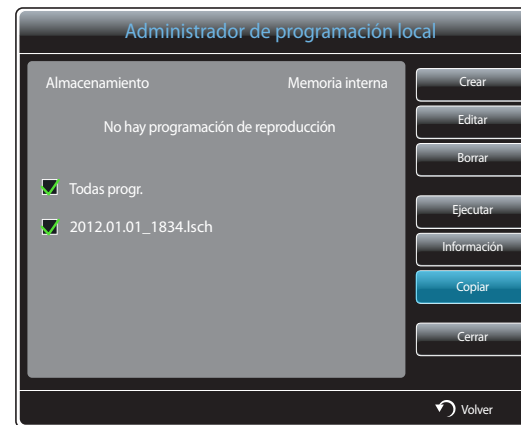 Administrador de programación local
Almacenamiento Memoria interna
No hay programación de reproducción
Todas progr.
2012.01.01_1834.lsch
Crear
Editar
Borrar
Ejecutar
Información
Copiar
Cerrar
Volver